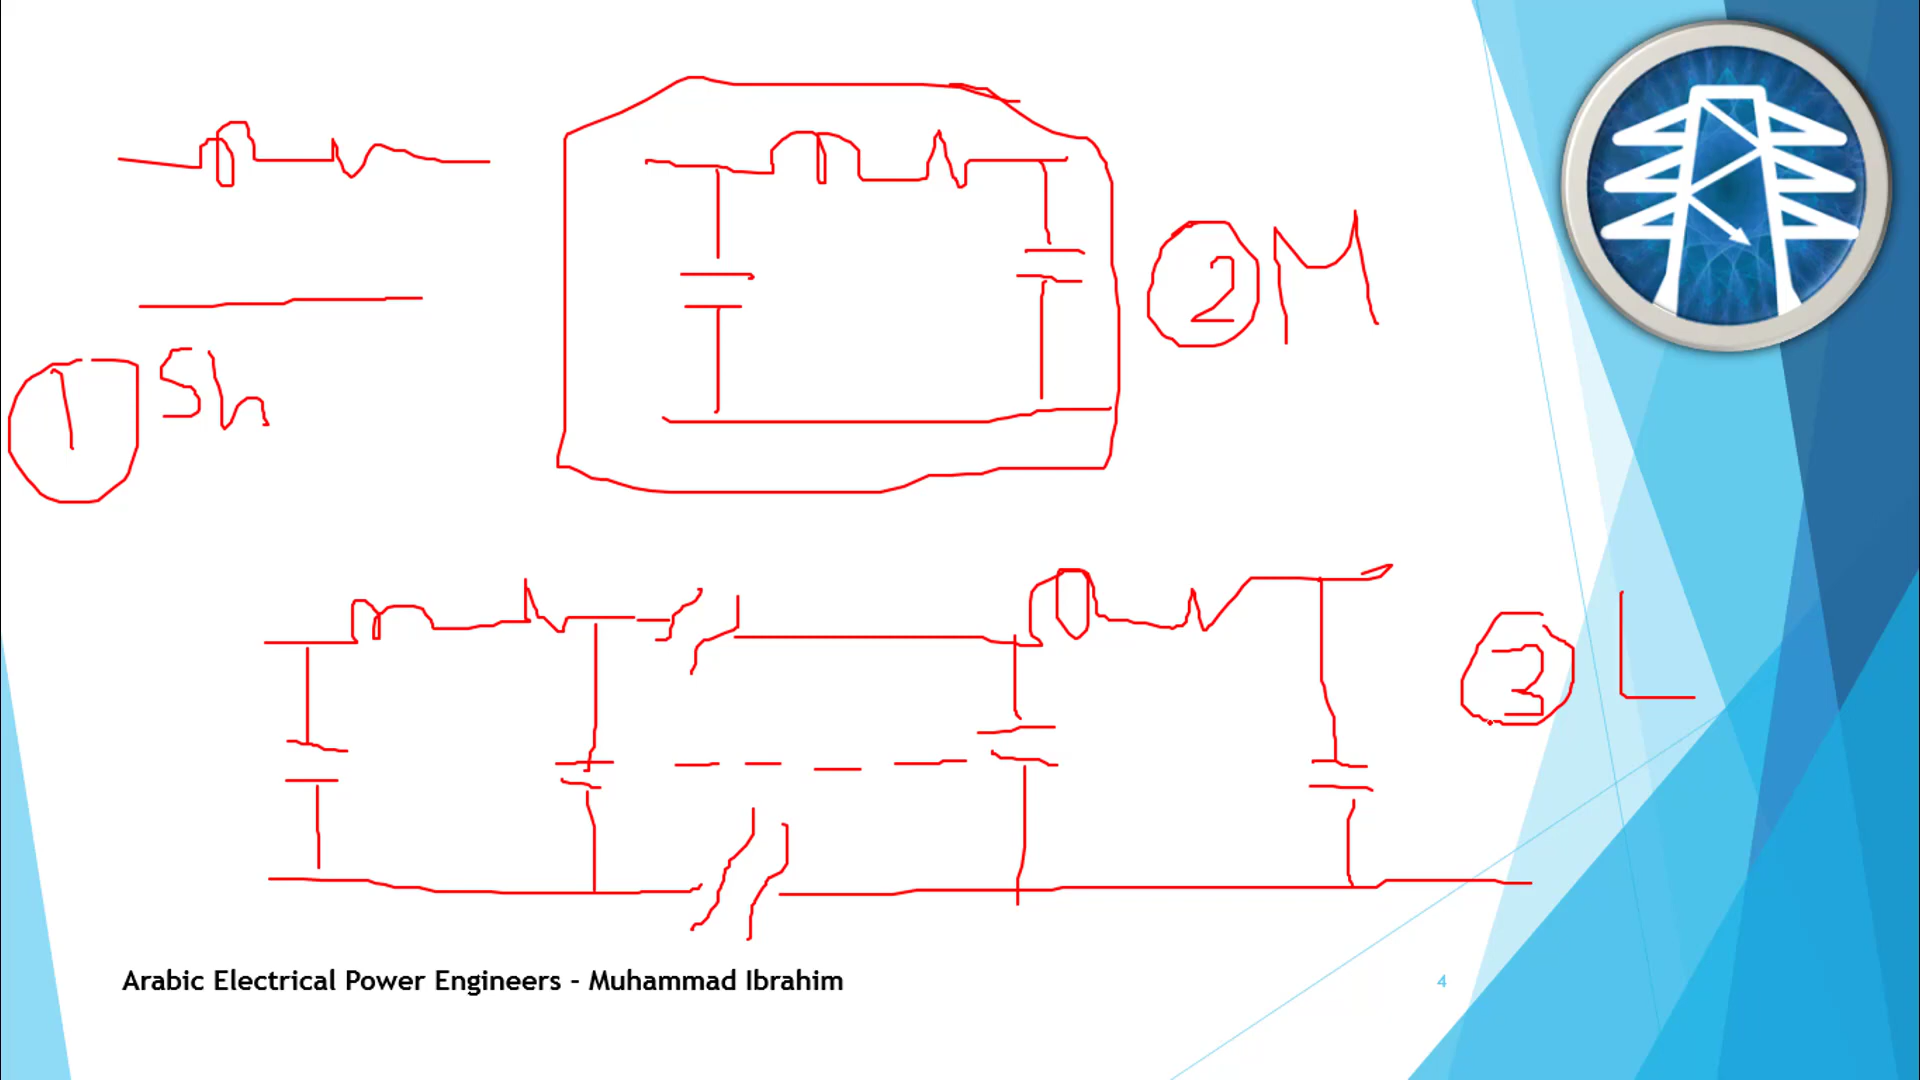 1 Sh
2 M
3 L
Arabic Electrical Power Engineers - Muhammad Ibrahim
4